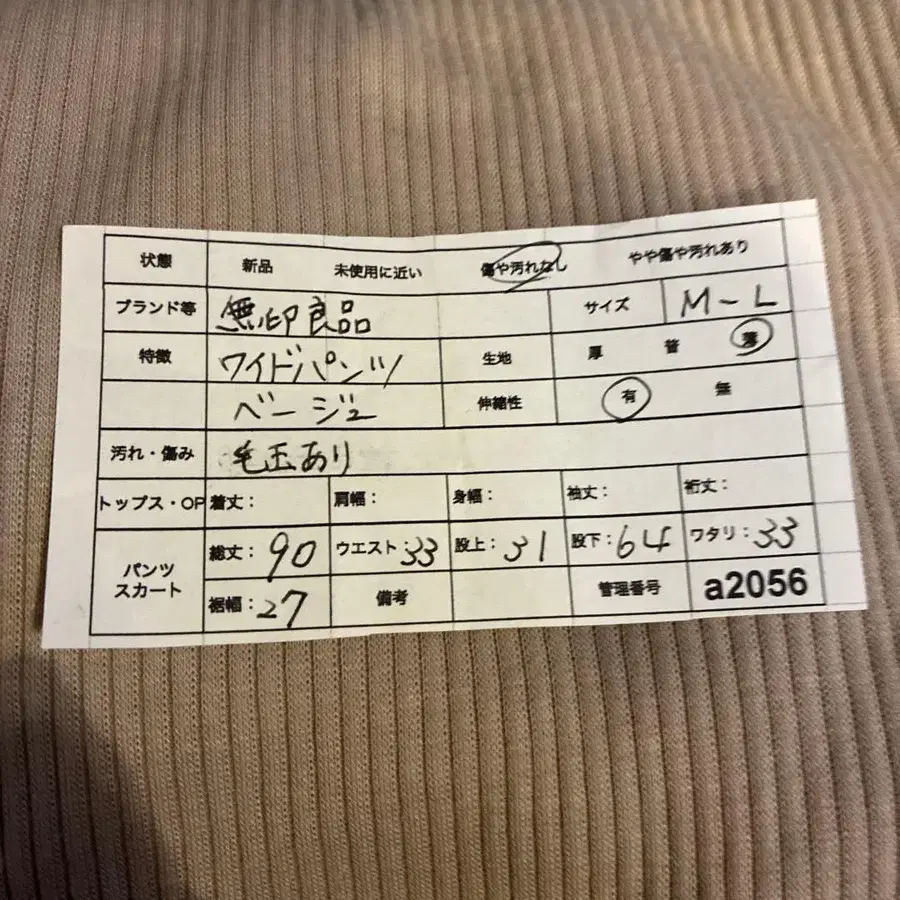 状態 新品 未使用に近い 傷や汚れなし やや傷や汚れあり
ブランド等 無印良品 サイズ M-L
特徴 ワイドパンツ 生地 厚 普 薄
ベージュ 伸縮性 有 無
汚れ・傷み 毛玉あり
トップス・OP 着丈: 肩幅: 身幅: 袖丈: 裄丈:
パンツ スカート 総丈: 90 ウエスト: 33 股上: 31 股下: 64 ワタリ: 33
裾幅: 27 備考 管理番号 a2056